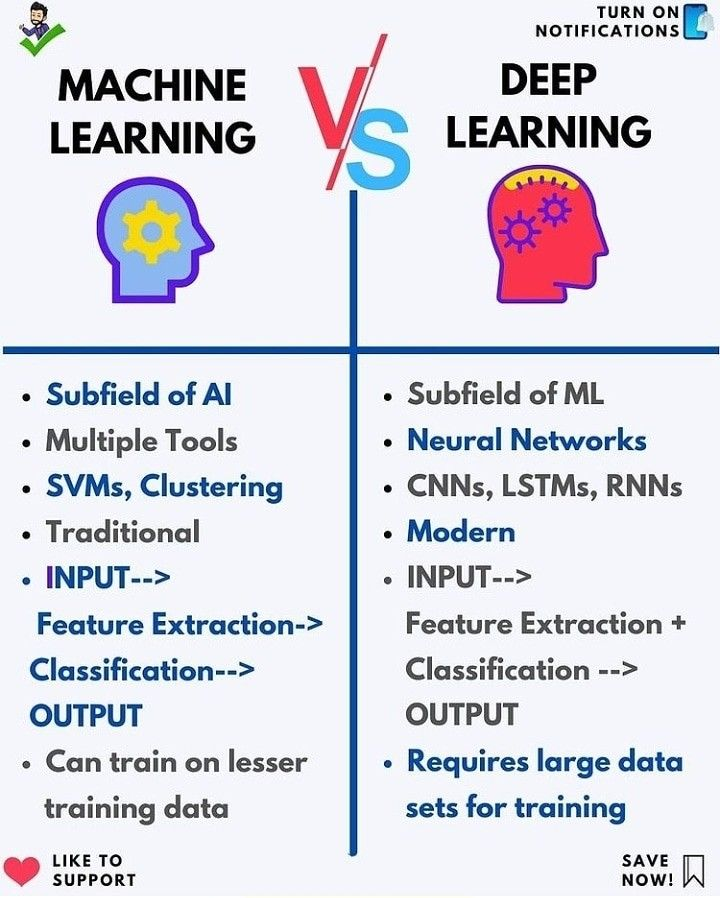 TURN ON
NOTIFICATIONS
MACHINE
LEARNING
VS
DEEP
LEARNING
• Subfield of AI
• Multiple Tools
• SVMs, Clustering
• Traditional
• INPUT-->
Feature Extraction->
Classification-->
OUTPUT
• Can train on lesser
training data
• Subfield of ML
• Neural Networks
• CNNs, LSTMs, RNNs
• Modern
• INPUT-->
Feature Extraction +
Classification -->
OUTPUT
• Requires large data
sets for training
LIKE TO
SUPPORT
SAVE
NOW!